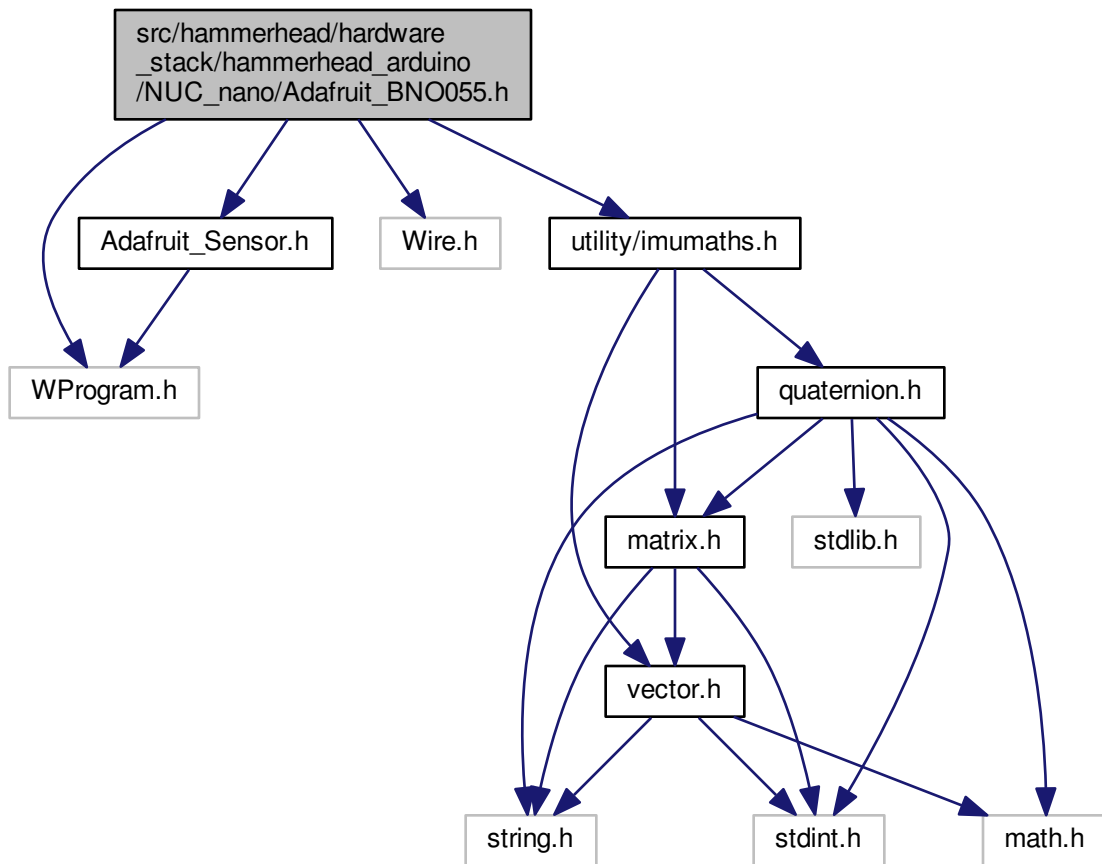 src/hammerhead/hardware
_stack/hammerhead_arduino
/NUC_nano/Adafruit_BNO055.h
Adafruit_Sensor.h
Wire.h
utility/imumaths.h
WProgram.h
quaternion.h
matrix.h
stdlib.h
vector.h
string.h
stdint.h
math.h